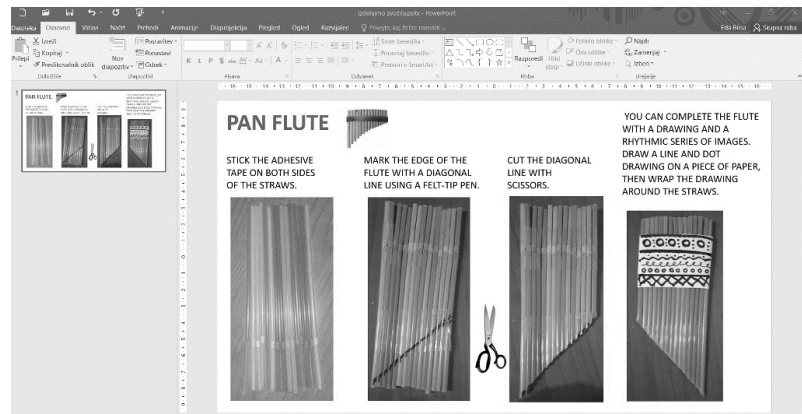 izdelajmo zvočila.pptx - PowerPoint
Datoteka Osnovno Vstavi Načrt Prehodi Animacije Diaprojekcija Pregled Ogled Razvijalec
Eda Birsa Skupna raba
Prilepi
Izreži
Kopiraj
Preslikovalnik oblik
Odložišče
Nov
diapozitiv
Postavitev
Ponastavi
Odsek
Diapozitivi
Pisava
Smer besedila
Poravnaj besedilo
Pretvori v SmartArt
Odstavek
Razporedi
Hitri
slogi
Polnilo oblike
Oris oblike
Učinki oblike
Risba
Najdi
Zamenjaj
Izberi
Urejanje
1
PAN FLUTE
STICK THE ADHESIVE
TAPE ON BOTH SIDES
OF THE STRAWS.
MARK THE EDGE OF THE
FLUTE WITH A DIAGONAL
LINE USING A FELT-TIP PEN.
CUT THE DIAGONAL
LINE WITH
SCISSORS.
YOU CAN COMPLETE THE FLUTE
WITH A DRAWING AND A
RHYTHMIC SERIES OF IMAGES.
DRAW A LINE AND DOT
DRAWING ON A PIECE OF PAPER,
THEN WRAP THE DRAWING
AROUND THE STRAWS.